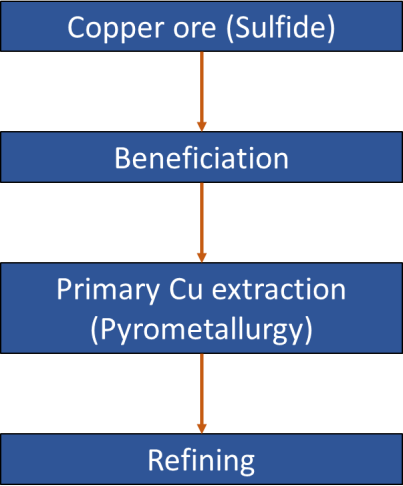 Copper ore (Sulfide)
Beneficiation
Primary Cu extraction
(Pyrometallurgy)
Refining